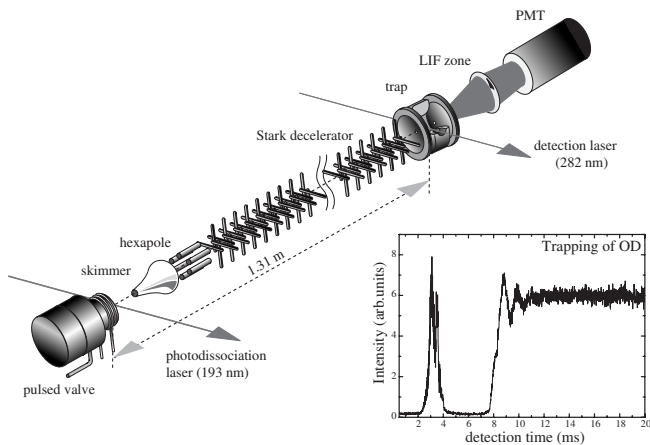 PMT
LIF zone
trap
Stark decelerator
detection laser
(282 nm)
hexapole
skimmer
1.31 m
photodissociation
laser (193 nm)
pulsed valve
Trapping of OD
Intensity (arb.units)
8
6
4
2
0
2 4 6 8 10 12 14 16 18 20
detection time (ms)